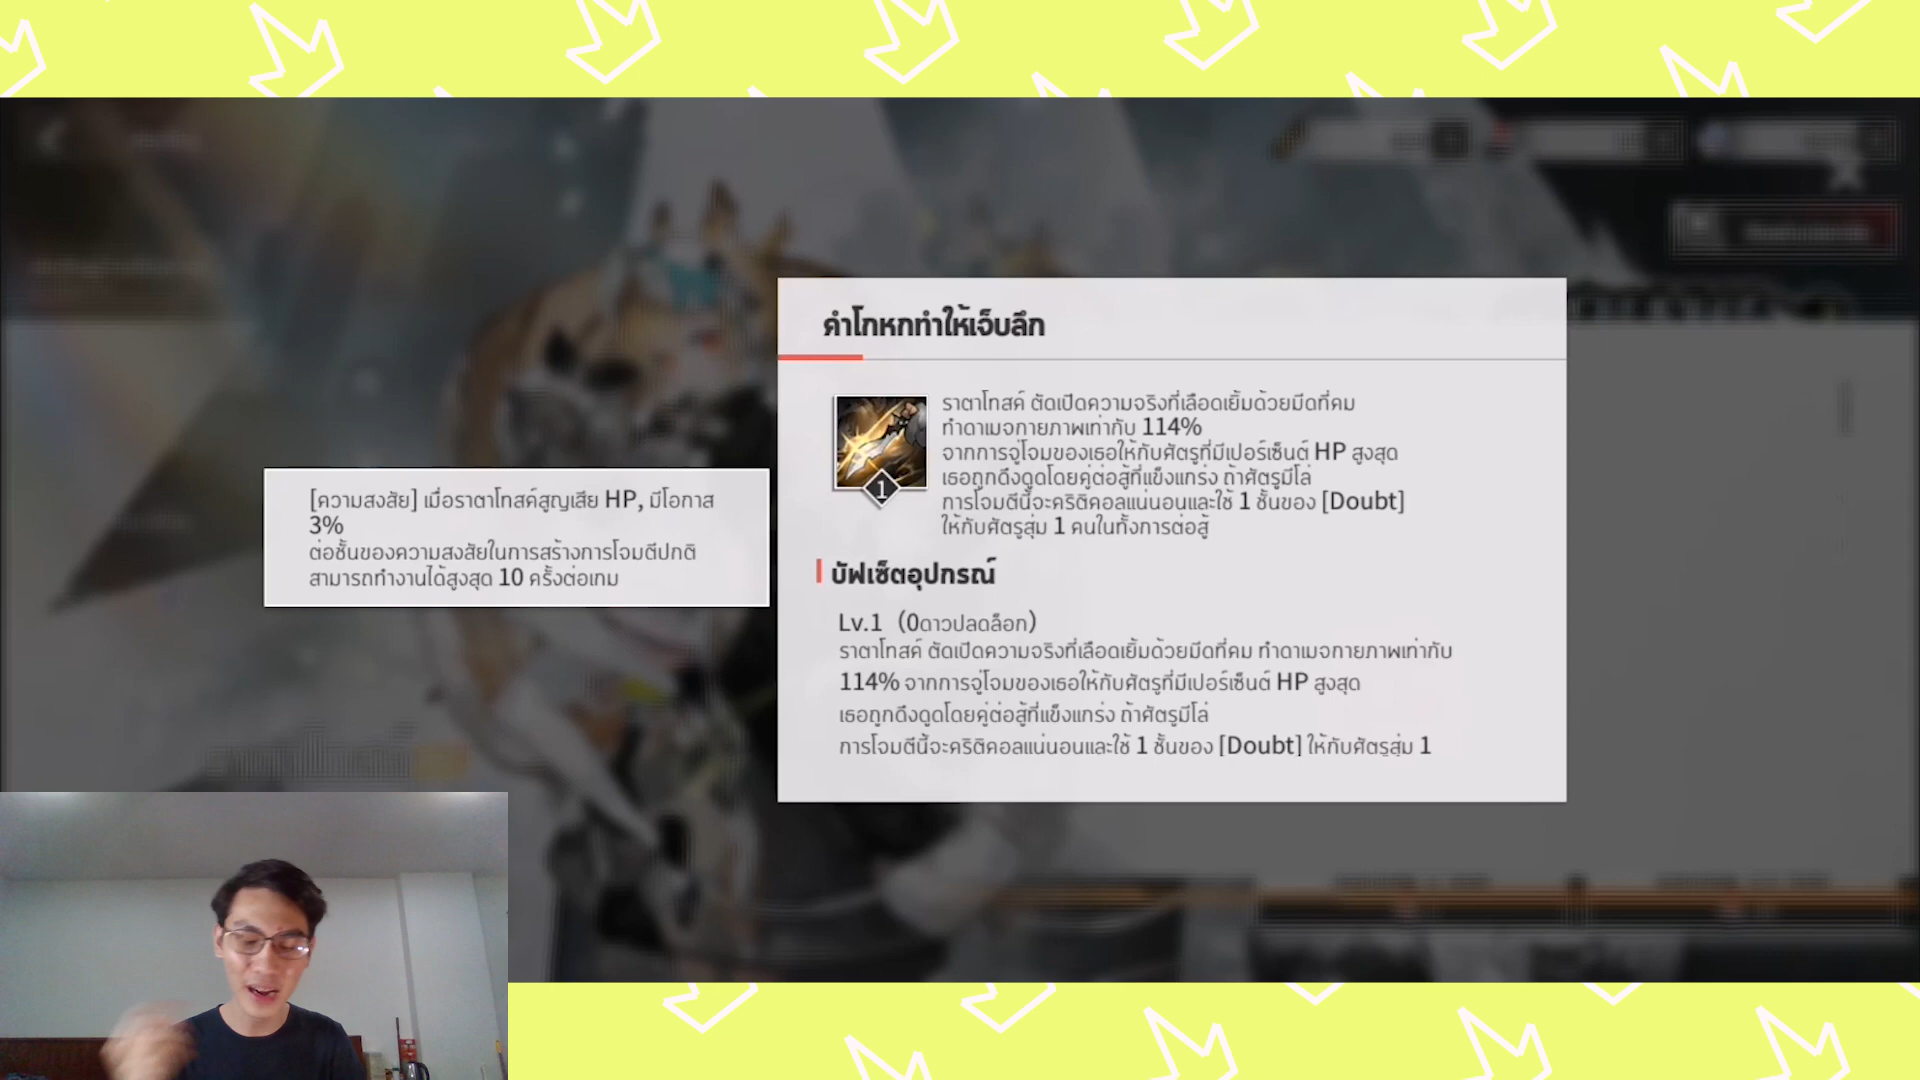 คำโกหกทำให้เจ็บลึก
ราตาโทสค์ ตัดเปิดความจริงที่เลือดเยิ้มด้วยมีดที่คม
ทำดาเมจกายภาพเท่ากับ 114%
จากการจู่โจมของเธอให้กับศัตรูที่มีเปอร์เซ็นต์ HP สูงสุด
เธอถูกดึงดูดโดยคู่ต่อสู้ที่แข็งแกร่ง ถ้าศัตรูมีโล่
การโจมตีนี้จะคริติคอลแน่นอนและใช้ 1 ชั้นของ [Doubt]
ให้กับศัตรูสุ่ม 1 คนในทั้งการต่อสู้
1
[ความสงสัย] เมื่อราตาโทสค์สูญเสีย HP, มีโอกาส
3%
ต่อชั้นของความสงสัยในการสร้างการโจมตีปกติ
สามารถทำงานได้สูงสุด 10 ครั้งต่อเกม
บัฟเซ็ตอุปกรณ์
Lv.1 (0ดาวปลดล็อก)
ราตาโทสค์ ตัดเปิดความจริงที่เลือดเยิ้มด้วยมีดที่คม ทำดาเมจกายภาพเท่ากับ
114% จากการจู่โจมของเธอให้กับศัตรูที่มีเปอร์เซ็นต์ HP สูงสุด
เธอถูกดึงดูดโดยคู่ต่อสู้ที่แข็งแกร่ง ถ้าศัตรูมีโล่
การโจมตีนี้จะคริติคอลแน่นอนและใช้ 1 ชั้นของ [Doubt] ให้กับศัตรูสุ่ม 1